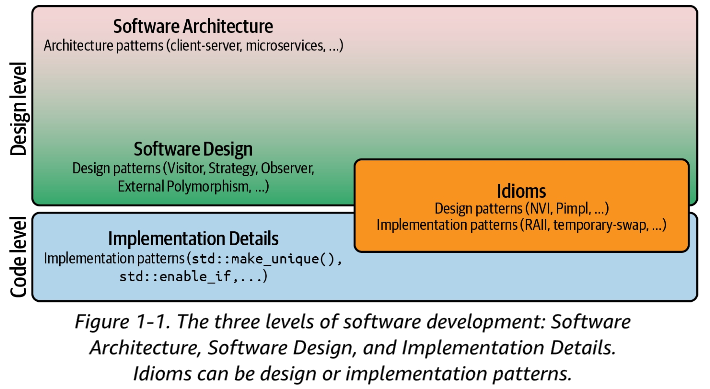 Design level
Software Architecture
Architecture patterns (client-server, microservices, ...)
Software Design
Design patterns (Visitor, Strategy, Observer,
External Polymorphism, ...)
Idioms
Design patterns (NVI, Pimpl, ...)
Implementation patterns (RAII, temporary-swap, ...)
Code level
Implementation Details
Implementation patterns (std::make_unique(),
std::enable_if,...)
Figure 1-1. The three levels of software development: Software
Architecture, Software Design, and Implementation Details.
Idioms can be design or implementation patterns.